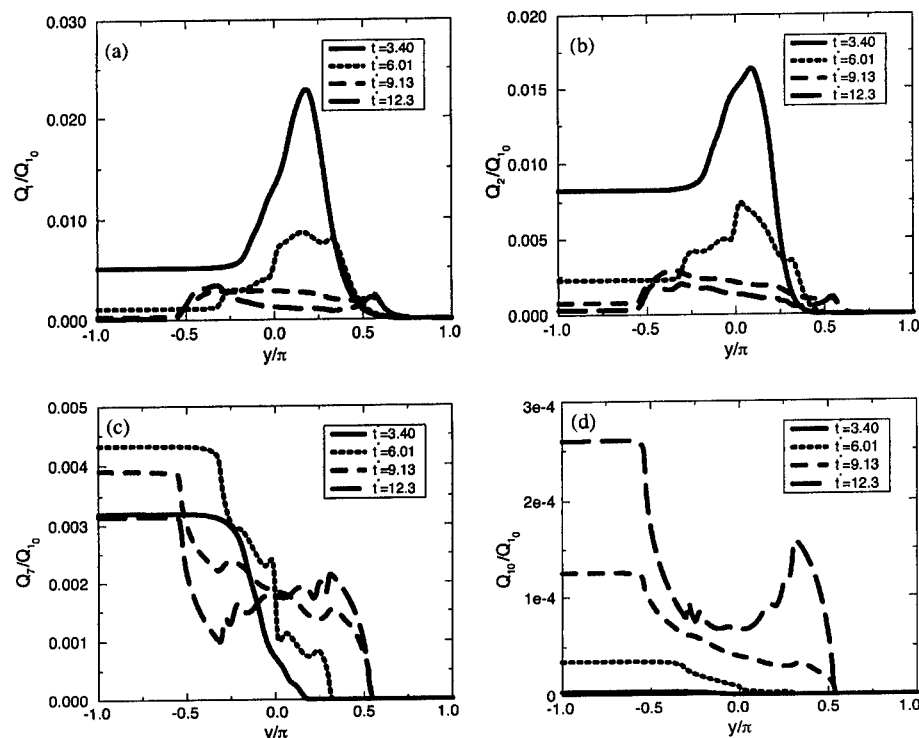 (a)
t*=3.40
t*=6.01
t*=9.13
t*=12.3
0.030
0.020
0.010
0.000
Q₁/Q₁₀
-1.0 -0.5 0.0 0.5 1.0
y/π
(b)
t*=3.40
t*=6.01
t*=9.13
t*=12.3
0.020
0.015
0.010
0.005
0.000
Q₂/Q₁₀
-1.0 -0.5 0.0 0.5 1.0
y/π
(c)
t*=3.40
t*=6.01
t*=9.13
t*=12.3
0.005
0.004
0.003
0.002
0.001
0.000
Q₇/Q₁₀
-1.0 -0.5 0.0 0.5 1.0
y/π
(d)
t*=3.40
t*=6.01
t*=9.13
t*=12.3
3e-4
2e-4
1e-4
0
Q₁₀/Q₁₀
-1.0 -0.5 0.0 0.5 1.0
y/π